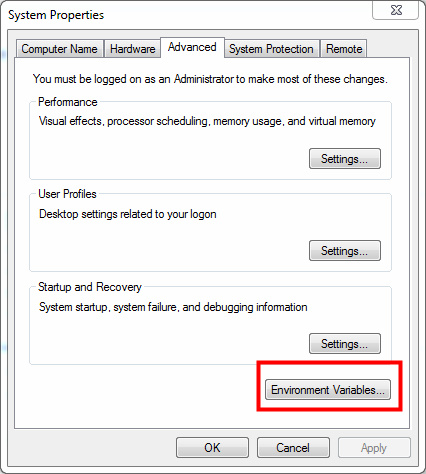 System Properties
Computer Name Hardware Advanced System Protection Remote
You must be logged on as an Administrator to make most of these changes.
Performance
Visual effects, processor scheduling, memory usage, and virtual memory
Settings...
User Profiles
Desktop settings related to your logon
Settings...
Startup and Recovery
System startup, system failure, and debugging information
Settings...
Environment Variables...
OK Cancel Apply